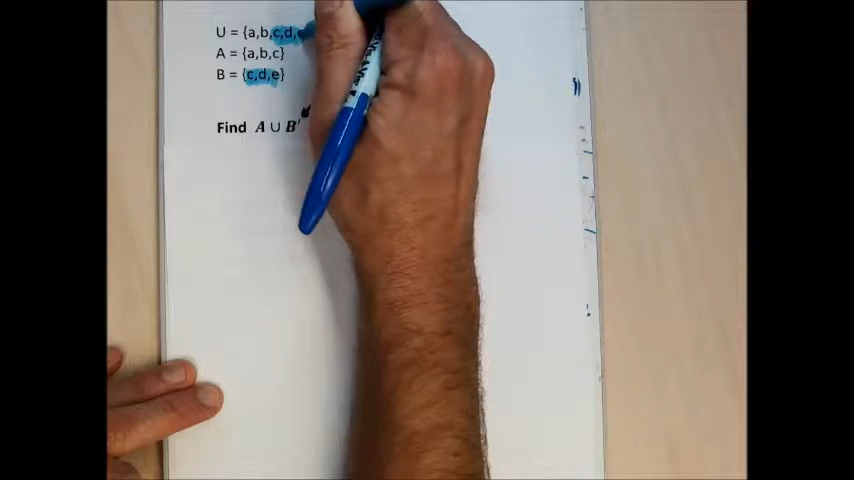 U = {a,b,c,d,e
A = {a,b,c}
B = {c,d,e}
Find A ∪ B'